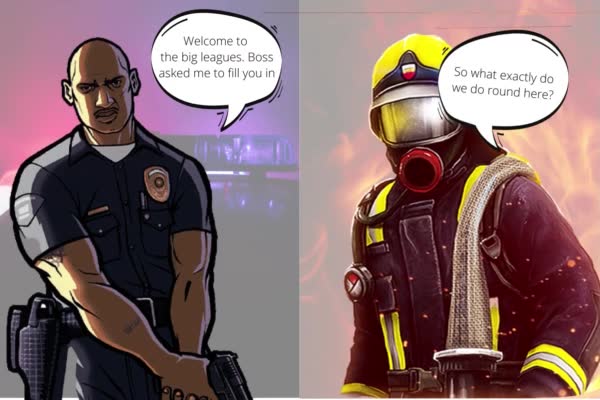 Welcome to
the big leagues. Boss
asked me to fill you in
So what exactly do
we do round here?